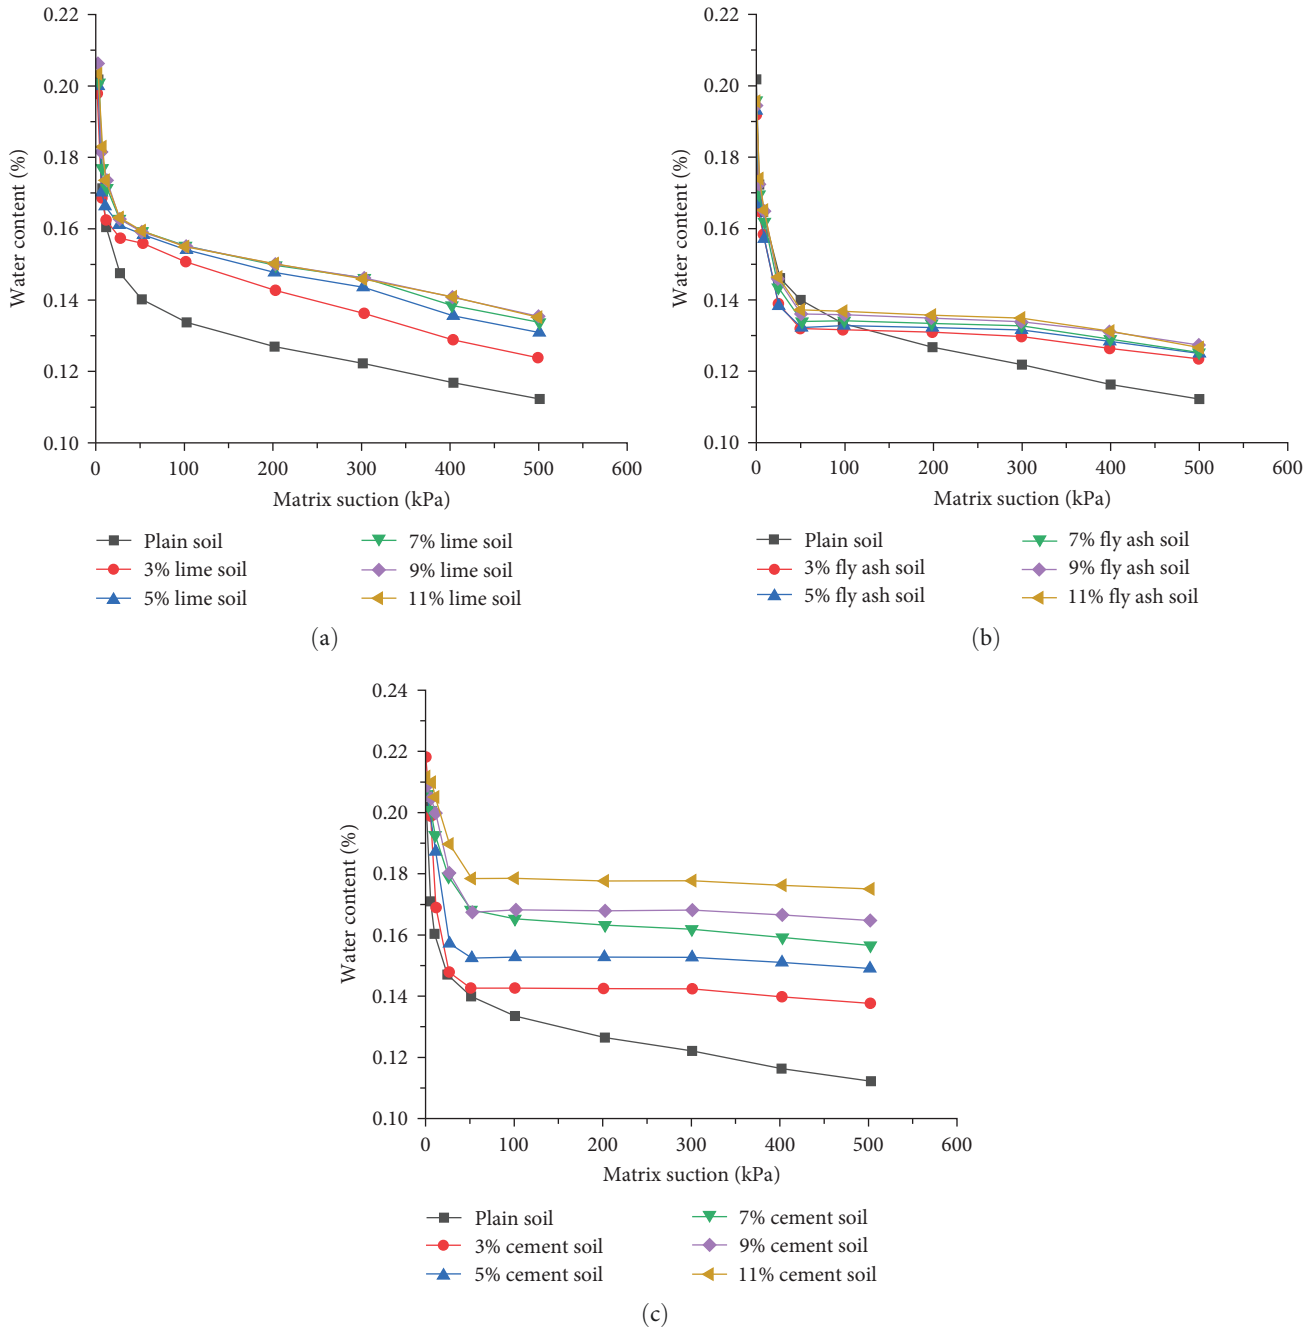 0.22
0.20
0.18
0.16
0.14
0.12
0.10
Water content (%)
0 100 200 300 400 500 600
Matrix suction (kPa)
Plain soil
3% lime soil
5% lime soil
7% lime soil
9% lime soil
11% lime soil
(a)
0.22
0.20
0.18
0.16
0.14
0.12
0.10
Water content (%)
0 100 200 300 400 500 600
Matrix suction (kPa)
Plain soil
3% fly ash soil
5% fly ash soil
7% fly ash soil
9% fly ash soil
11% fly ash soil
(b)
0.24
0.22
0.20
0.18
0.16
0.14
0.12
0.10
Water content (%)
0 100 200 300 400 500 600
Matrix suction (kPa)
Plain soil
3% cement soil
5% cement soil
7% cement soil
9% cement soil
11% cement soil
(c)